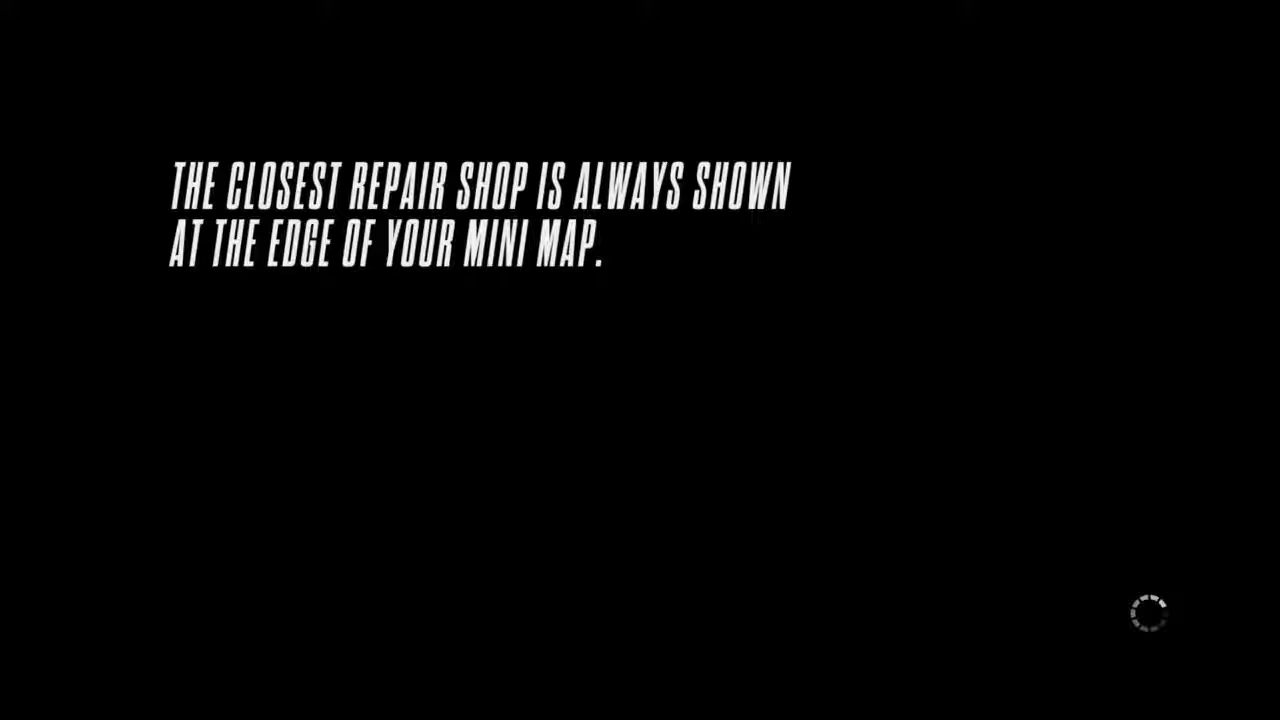 THE CLOSEST REPAIR SHOP IS ALWAYS SHOWN
AT THE EDGE OF YOUR MINI MAP.